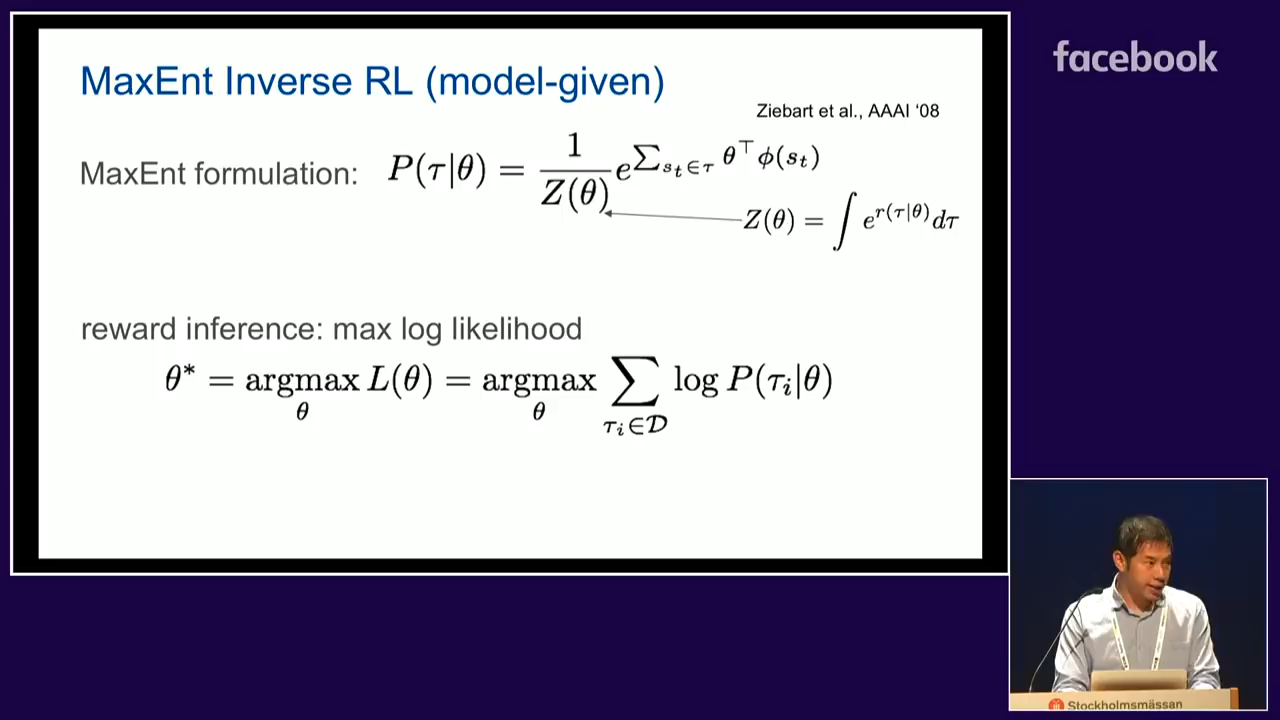 facebook
MaxEnt Inverse RL (model-given)
Ziebart et al., AAAI ‘08
MaxEnt formulation: P(τ|θ) = 1/Z(θ) e^{∑_{s_t∈τ} θ^⊤ϕ(s_t)}
Z(θ) = ∫ e^{r(τ|θ)} dτ
reward inference: max log likelihood
θ* = argmax_θ L(θ) = argmax_θ ∑_{τ_i∈𝒟} log P(τ_i|θ)
Stockholmsmässan